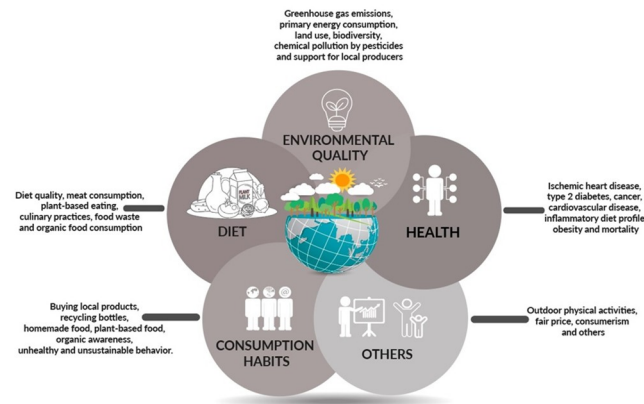 Greenhouse gas emissions,
primary energy consumption,
land use, biodiversity,
chemical pollution by pesticides
and support for local producers
ENVIRONMENTAL
QUALITY
Diet quality, meat consumption,
plant-based eating,
culinary practices, food waste
and organic food consumption
PLANT
MILK
DIET
HEALTH
Ischemic heart disease,
type 2 diabetes, cancer,
cardiovascular disease,
inflammatory diet profile
obesity and mortality
Buying local products,
recycling bottles,
homemade food, plant-based food,
organic awareness,
unhealthy and unsustainable behavior.
CONSUMPTION
HABITS
OTHERS
Outdoor physical activities,
fair price, consumerism
and others